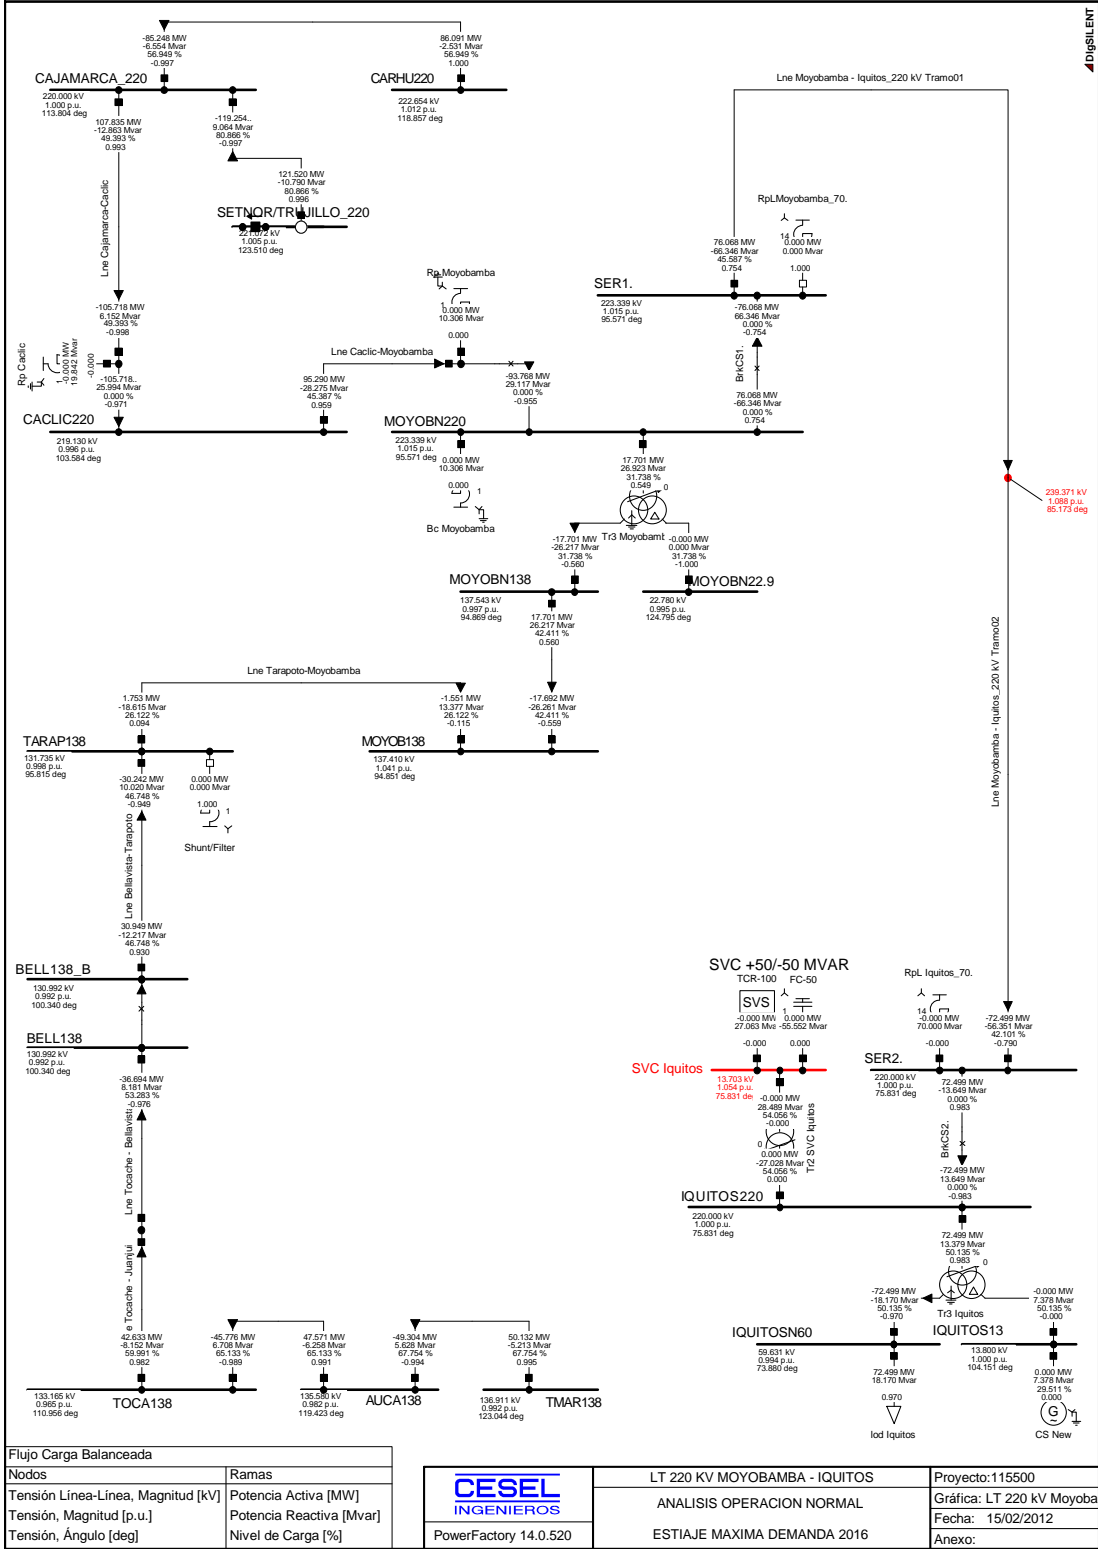 DIgSILENT
-85.248 MW
-6.554 Mvar
56.949 %
-0.997
86.091 MW
-2.531 Mvar
56.949 %
1.000
CAJAMARCA_220
220.000 kV
1.000 p.u.
113.804 deg
CARHU220
222.654 kV
1.012 p.u.
118.857 deg
Lne Moyobamba - Iquitos_220 kV Tramo01
107.835 MW
-12.863 Mvar
49.393 %
0.993
-119.254..
9.064 Mvar
80.866 %
-0.997
121.520 MW
-10.790 Mvar
80.866 %
0.996
SETNOR/TRUJILLO_220
221.072 kV
1.005 p.u.
123.510 deg
Lne Cajamarca-Caclic
RpLMoyobamba_70.
14
0.000 MW
0.000 Mvar
1.000
76.068 MW
-66.346 Mvar
45.587 %
0.754
SER1.
223.339 kV
1.015 p.u.
95.571 deg
-76.068 MW
66.346 Mvar
0.000 %
-0.754
BrkCS1.
76.068 MW
-66.346 Mvar
0.000 %
0.754
Rp Moyobamba
1
0.000 MW
10.306 Mvar
0.000
-105.718 MW
6.152 Mvar
49.393 %
-0.998
Rp Caclic
1
-0.000 MW
19.842 Mvar
-0.000
-105.718..
25.994 Mvar
0.000 %
-0.971
Lne Caclic-Moyobamba
95.290 MW
-28.275 Mvar
45.387 %
0.959
-93.768 MW
29.117 Mvar
0.000 %
-0.955
CACLIC220
219.130 kV
0.996 p.u.
103.584 deg
MOYOBN220
223.339 kV
1.015 p.u.
95.571 deg
0.000 MW
10.306 Mvar
0.000
1
Bc Moyobamba
17.701 MW
26.923 Mvar
31.738 %
0.549
0
Tr3 Moyobamt
239.371 kV
1.088 p.u.
85.173 deg
-17.701 MW
-26.217 Mvar
31.738 %
-0.560
-0.000 MW
0.000 Mvar
31.738 %
-1.000
MOYOBN138
137.543 kV
0.997 p.u.
94.869 deg
MOYOBN22.9
22.780 kV
0.995 p.u.
124.795 deg
17.701 MW
26.217 Mvar
42.411 %
0.560
Lne Moyobamba - Iquitos_220 kV Tramo02
Lne Tarapoto-Moyobamba
1.753 MW
-18.615 Mvar
26.122 %
0.094
-1.551 MW
13.377 Mvar
26.122 %
-0.115
-17.692 MW
-26.261 Mvar
42.411 %
-0.559
TARAP138
131.735 kV
0.998 p.u.
95.815 deg
MOYOB138
137.410 kV
1.041 p.u.
94.851 deg
-30.242 MW
10.020 Mvar
46.748 %
-0.949
0.000 MW
0.000 Mvar
1.000
1
Shunt/Filter
Lne Bellavista-Tarapoto
30.949 MW
-12.217 Mvar
46.748 %
0.930
BELL138_B
130.992 kV
0.992 p.u.
100.340 deg
BELL138
130.992 kV
0.992 p.u.
100.340 deg
-36.694 MW
8.181 Mvar
53.283 %
-0.976
Lne Tocache - Bellavista
SVC +50/-50 MVAR
TCR-100
FC-50
SVS
1
-0.000 MW
27.063 Mva
-0.000
0.000 MW
-55.552 Mvar
0.000
RpL Iquitos_70.
14
-0.000 MW
70.000 Mvar
-0.000
-72.499 MW
-56.351 Mvar
42.101 %
-0.790
SVC Iquitos
13.703 kV
1.054 p.u.
75.831 de
SER2.
220.000 kV
1.000 p.u.
75.831 deg
-0.000 MW
28.489 Mvar
54.056 %
-0.000
0
Tr2 SVC Iquitos
0.000 MW
-27.028 Mvar
54.056 %
0.000
72.499 MW
-13.649 Mvar
0.000 %
0.983
BrkCS2.
-72.499 MW
13.649 Mvar
0.000 %
-0.983
IQUITOS220
220.000 kV
1.000 p.u.
75.831 deg
72.499 MW
13.379 Mvar
50.135 %
0.983
0
Tr3 Iquitos
-72.499 MW
-18.170 Mvar
50.135 %
-0.970
-0.000 MW
7.378 Mvar
50.135 %
-0.000
IQUITOSN60
59.631 kV
0.994 p.u.
73.880 deg
IQUITOS13
13.800 kV
1.000 p.u.
104.151 deg
72.499 MW
18.170 Mvar
0.970
lod Iquitos
0.000 MW
7.378 Mvar
29.511 %
0.000
G
~
CS New
e Tocache - Juanjui
42.633 MW
-8.152 Mvar
59.991 %
0.982
-45.776 MW
6.708 Mvar
65.133 %
-0.989
47.571 MW
-6.258 Mvar
65.133 %
0.991
-49.304 MW
5.628 Mvar
67.754 %
-0.994
50.132 MW
-5.213 Mvar
67.754 %
0.995
133.165 kV
0.965 p.u.
110.956 deg
TOCA138
135.580 kV
0.982 p.u.
119.423 deg
AUCA138
136.911 kV
0.992 p.u.
123.044 deg
TMAR138
Flujo Carga Balanceada
Nodos
Ramas
Tensión Línea-Línea, Magnitud [kV]
Potencia Activa [MW]
Tensión, Magnitud [p.u.]
Potencia Reactiva [Mvar]
Tensión, Ángulo [deg]
Nivel de Carga [%]
CESEL
INGENIEROS
PowerFactory 14.0.520
LT 220 KV MOYOBAMBA - IQUITOS
ANALISIS OPERACION NORMAL
ESTIAJE MAXIMA DEMANDA 2016
Proyecto:115500
Gráfica: LT 220 kV Moyoba
Fecha: 15/02/2012
Anexo: